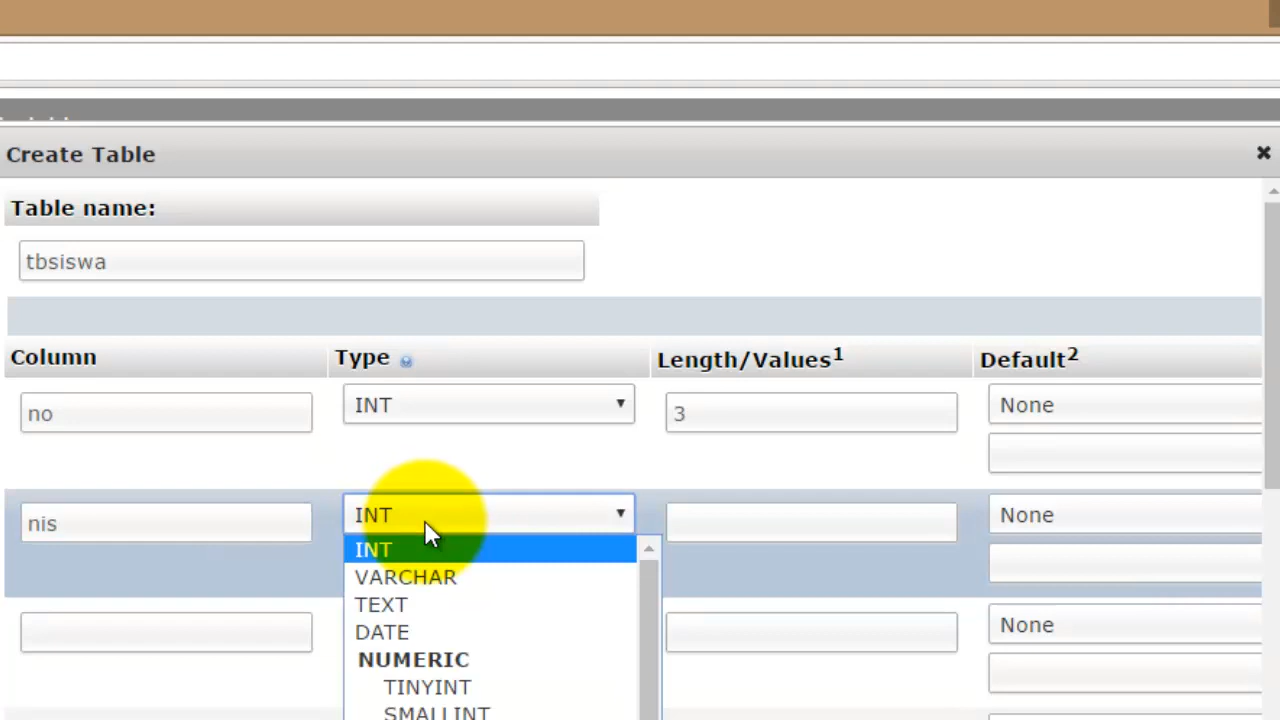 Create Table
Table name:
tbsiswa
Column Type Length/Values1 Default2
no INT 3 None
nis INT None
INT
VARCHAR
TEXT
DATE
None
NUMERIC
TINYINT
SMALLINT